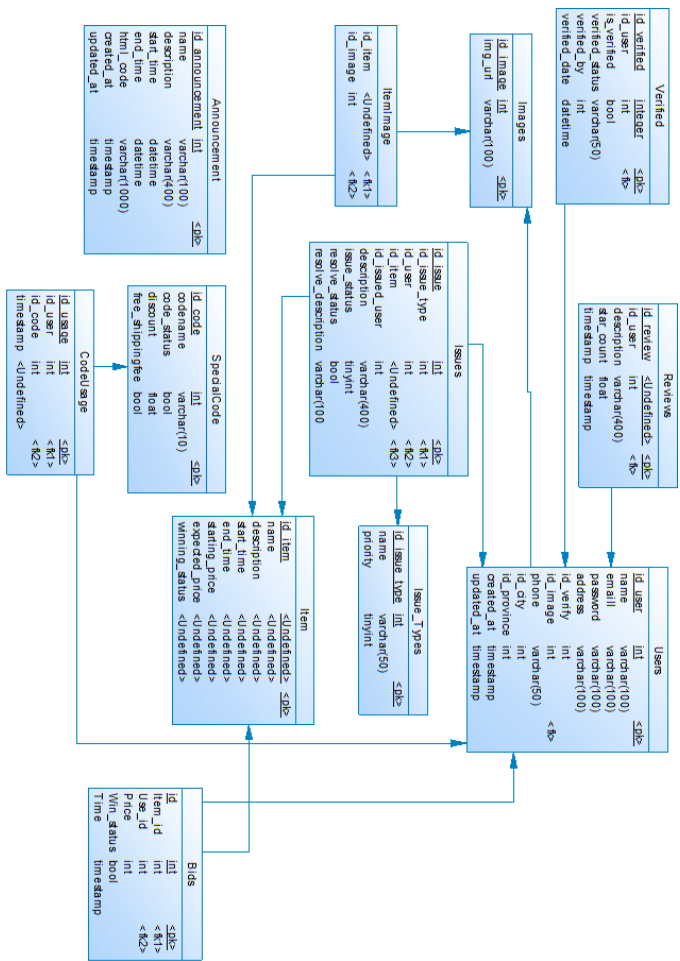 Verified
id_verified integer <pk>
id_user int <fk>
is_verified bool
verified_status varchar(50)
verified_by int
verified_date datetime
Reviews
id_review <Undefined> <pk>
id_user int <fk>
description varchar(400)
star_count float
timestamp timestamp
Users
id_user int <pk>
name varchar(100)
emaill varchar(100)
password varchar(100)
address varchar(100)
id_verify int
id_image int <fk>
phone varchar(50)
id_city int
id_province int
created_at timestamp
updated_at timestamp
Images
id_image int <pk>
img_url varchar(100)
Issues
id_issue int <pk>
id_issue_type int <fk1>
id_user int <fk2>
id_item <Undefined> <fk3>
id_issued_user int
description varchar(400)
issue_status tinyint
resolve_status bool
resolve_description varchar(100
Issue_Types
id_issue_type int <pk>
name varchar(50)
priority tinyint
ItemImage
id_item <Undefined> <fk1>
id_image int <fk2>
Item
id_item <Undefined> <pk>
name <Undefined>
description <Undefined>
start_time <Undefined>
end_time <Undefined>
starting_price <Undefined>
expected_price <Undefined>
winning_status <Undefined>
Announcement
id_announcement int <pk>
name varchar(100)
description varchar(400)
start_time datetime
end_time datetime
html_code varchar(1000)
created_at timestamp
updated_at timestamp
SpecialCode
id_code int <pk>
codename varchar(10)
code_status bool
discount float
free_shippingfee bool
Bids
id int <pk>
Item_id int <fk1>
Use_id int <fk2>
Price int
Win_status bool
Time timestamp
CodeUsage
id_usage int <pk>
id_user int <fk1>
id_code int <fk2>
timestamp <Undefined>